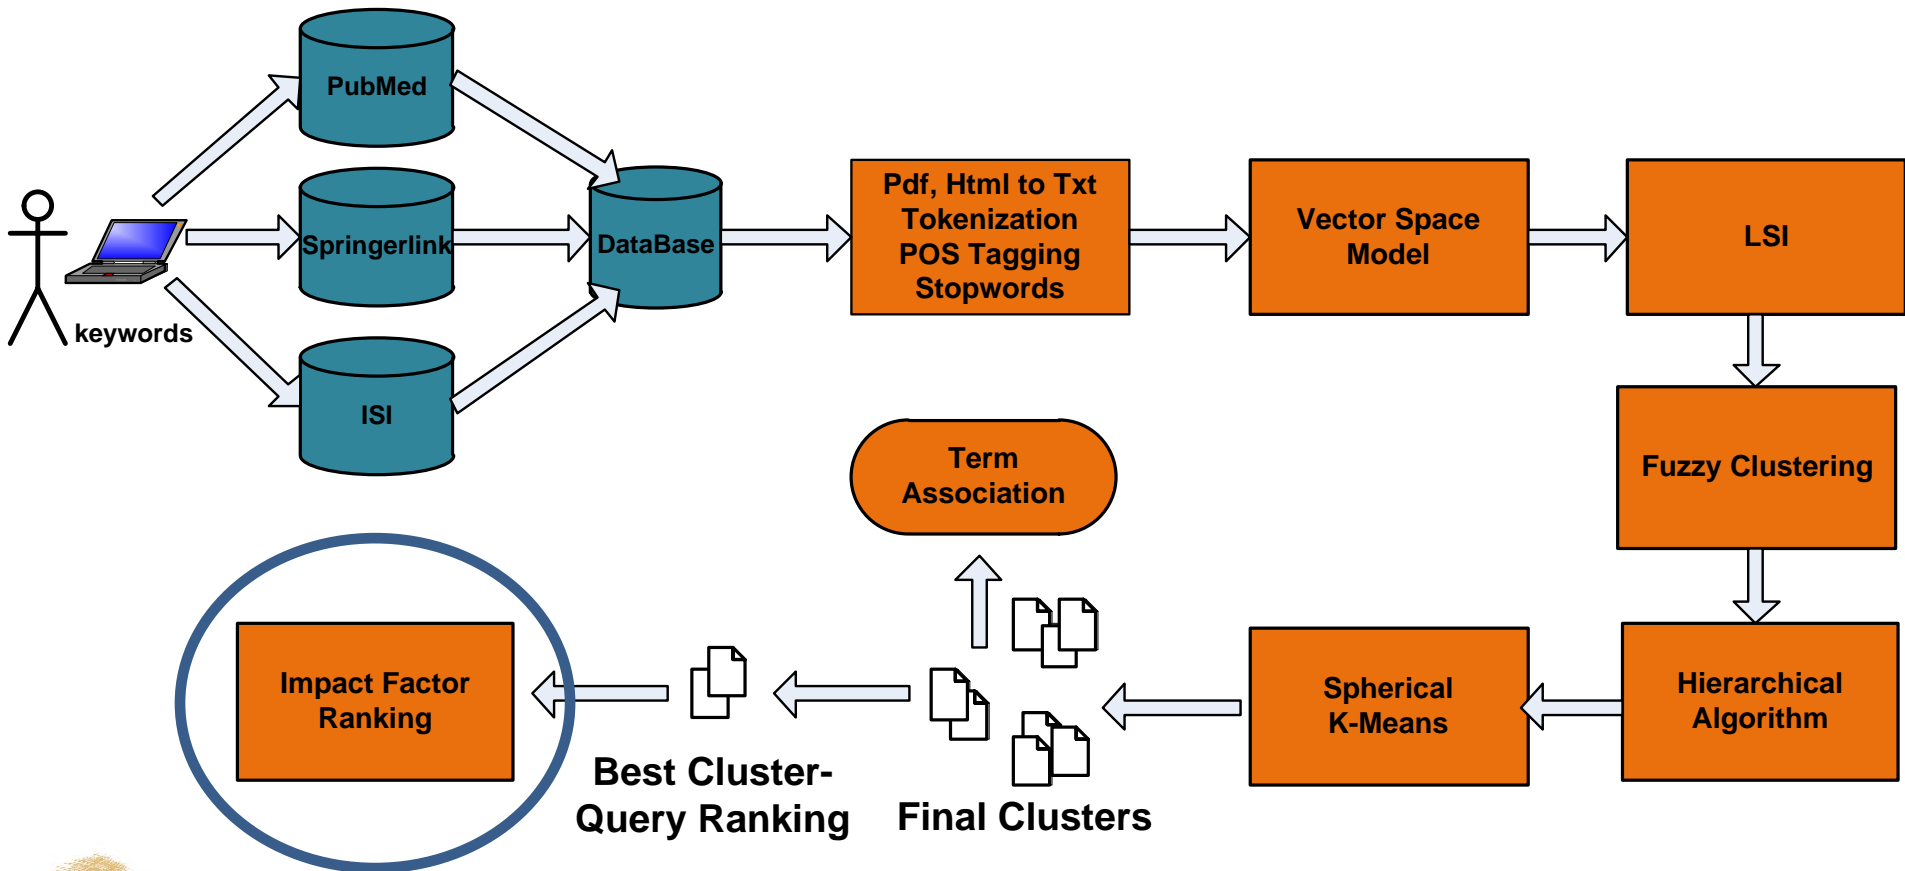 PubMed
Springerlink
ISI
keywords
DataBase
Pdf, Html to Txt
Tokenization
POS Tagging
Stopwords
Vector Space
Model
LSI
Fuzzy Clustering
Hierarchical
Algorithm
Spherical
K-Means
Final Clusters
Term
Association
Best Cluster-
Query Ranking
Impact Factor
Ranking